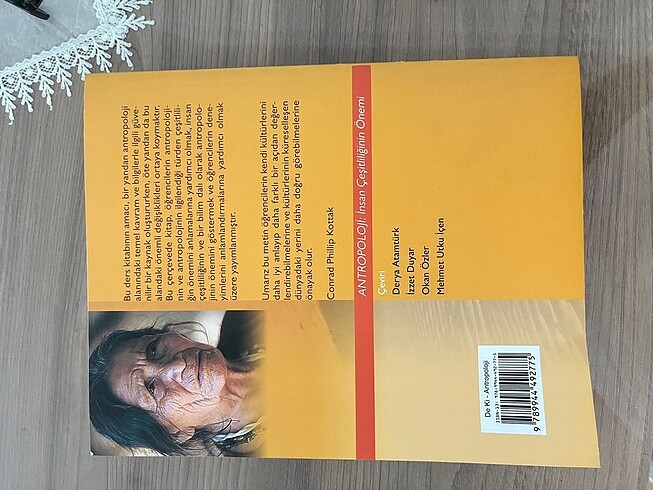 Bu ders kitabının amacı, bir yandan antropoloji
alanındaki temel kavram ve bilgilerle ilgili güve-
nilir bir kaynak oluştururken, öte yandan da bu
alandaki önemli değişiklikleri ortaya koymaktır.
Bu çerçevede kitap, öğrencilerin antropoloji-
nin ve antropolojinin ilgilendiği türden çeşitlili-
ğin önemini anlamalarına yardımcı olmak, insan
çeşitliliğinin ve bir bilim dalı olarak antropolo-
jinin önemini göstermek ve öğrencilerin dene-
yimlerini anlamlandırmalarına yardımcı olmak
üzere yayımlanmıştır.
Umarız bu metin öğrencilerin kendi kültürlerini
daha iyi anlayıp daha farklı bir açıdan değer-
lendirebilmelerine ve kültürlerinin küreselleşen
dünyadaki yerini daha doğru görebilmelerine
önayak olur.
Conrad Phillip Kottak
ANTROPOLOJİ: İnsan Çeşitliliğinin Önemi
Çeviri
Derya Atamtürk
İzzet Duyar
Okan Özler
Mehmet Utku İçen
De Ki - Antropoloji
9 789944 492775